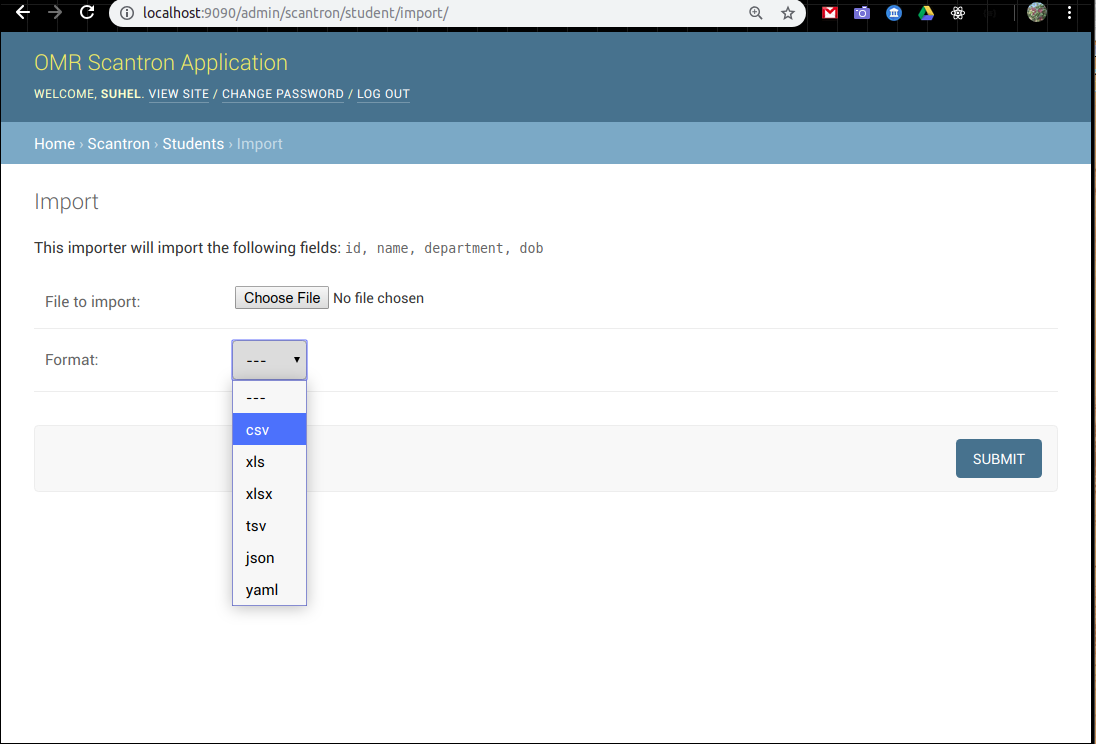 localhost:9090/admin/scantron/student/import/
OMR Scantron Application
WELCOME, SUHEL. VIEW SITE / CHANGE PASSWORD / LOG OUT
Home › Scantron › Students › Import
Import
This importer will import the following fields: id, name, department, dob
File to import: Choose File No file chosen
Format: ---
---
csv
SUBMIT
xls
xlsx
tsv
json
yaml